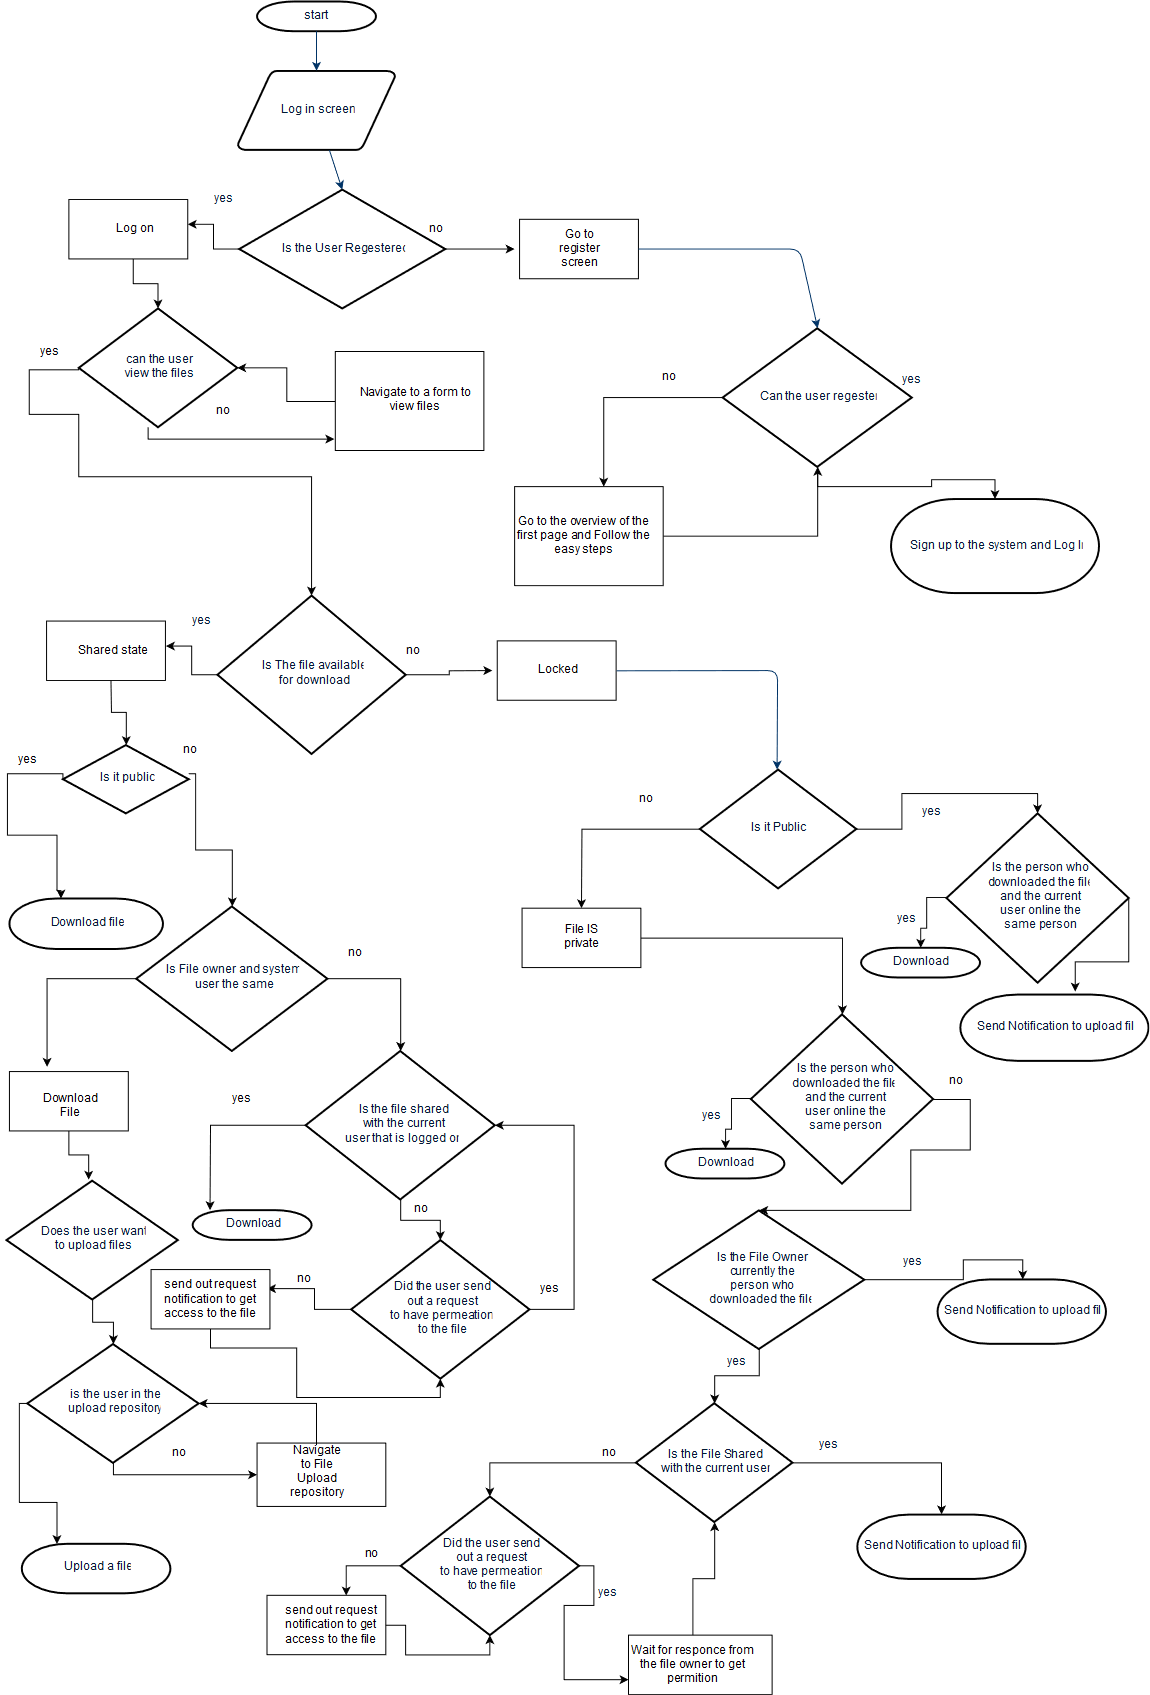 start
Log in screen
yes
Log on
Is the User Regestered
no
Go to
register
screen
yes
can the user
view the files
no
Navigate to a form to
view files
no
Can the user regester
yes
Go to the overview of the
first page and Follow the
easy steps
Sign up to the system and Log In
yes
Shared state
Is The file available
for download
no
Locked
yes
Is it public
no
no
Is it Public
yes
Is the person who
downloaded the file
and the current
user online the
same person
yes
Download
Send Notification to upload fil
Download file
File IS
private
Is File owner and system
user the same
no
Download
File
yes
Is the file shared
with the current
user that is logged on
Is the person who
downloaded the file
and the current
user online the
same person
no
yes
Download
Download
no
Does the user want
to upload files
send out request
notification to get
access to the file
no
Did the user send
out a request
to have permeation
to the file
yes
Is the File Owner
currently the
person who
downloaded the file
yes
Send Notification to upload fil
yes
is the user in the
upload repository
no
Navigate
to File
Upload
repository
no
Is the File Shared
with the current user
yes
Send Notification to upload fil
Upload a file
no
Did the user send
out a request
to have permeation
to the file
yes
send out request
notification to get
access to the file
Wait for responce from
the file owner to get
permition